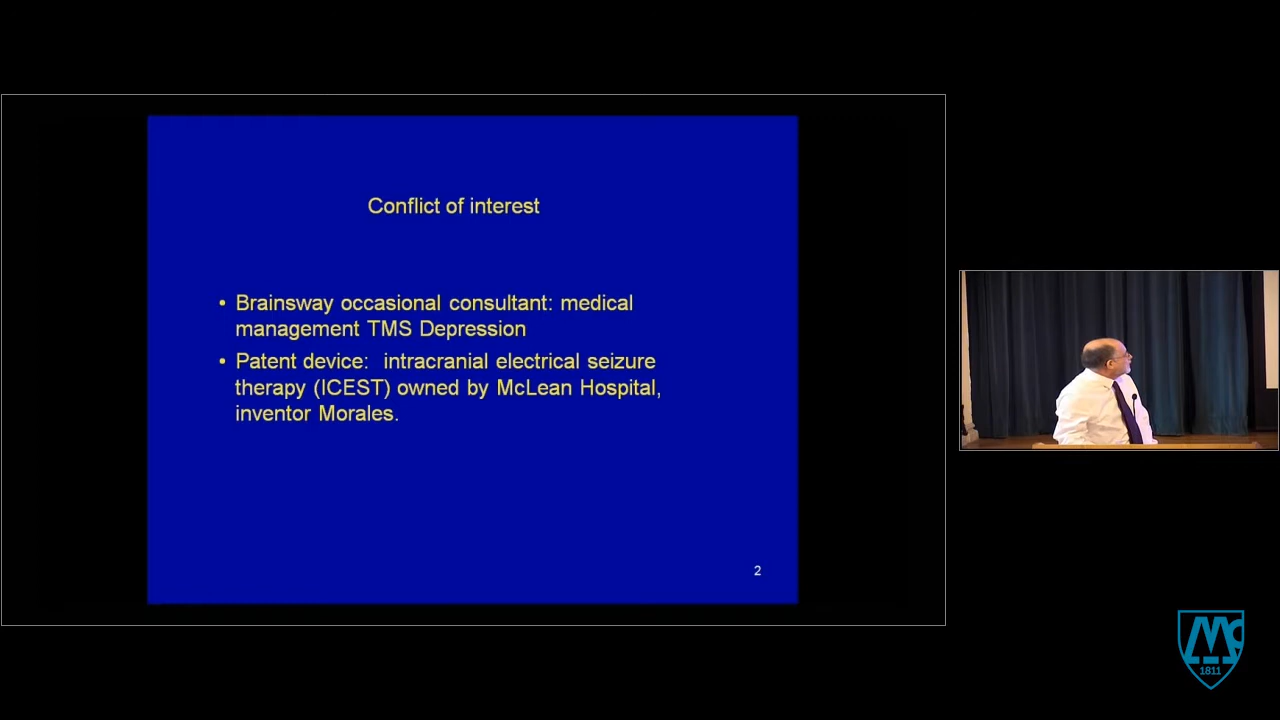 Conflict of interest
• Brainsway occasional consultant: medical
management TMS Depression
• Patent device:  intracranial electrical seizure
therapy (ICEST) owned by McLean Hospital,
inventor Morales.
2
Mc
1811